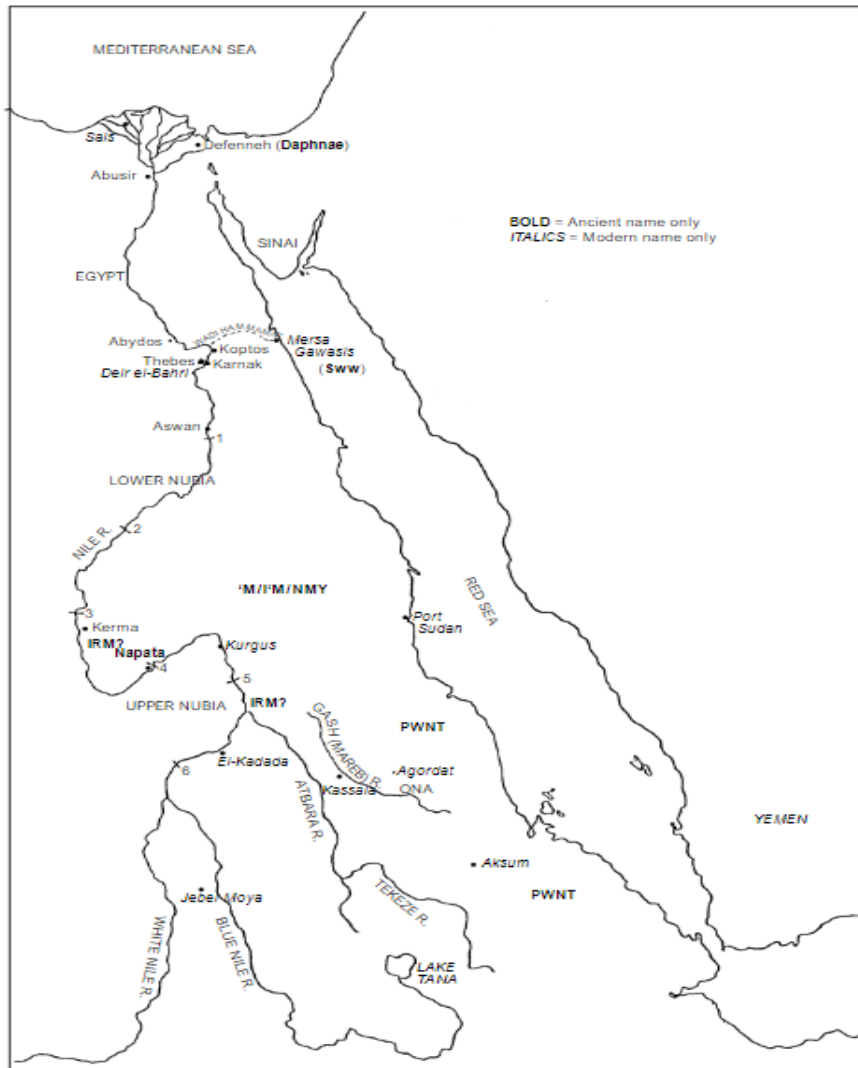 MEDITERRANEAN SEA
Sais
Defenneh (Daphnae)
Abusir
BOLD = Ancient name only
ITALICS = Modern name only
SINAI
EGYPT
WADI HAMMAMAT
Abydos
Koptos
Mersa
Gawasis
(Sww)
Thebes
Karnak
Deir el-Bahri
Aswan
1
LOWER NUBIA
NILE R.
2
'M/I'M/NMY
RED SEA
3
Kerma
Port
Sudan
IRM?
Napata
4
Kurgus
5
UPPER NUBIA
IRM?
PWNT
GASH (MAREB) R.
El-Kadada
6
Agordat
Kassala
ONA
ATBARA R.
YEMEN
Aksum
Jebel Moya
TEKEZE R.
PWNT
WHITE NILE R.
BLUE NILE R.
LAKE
TANA